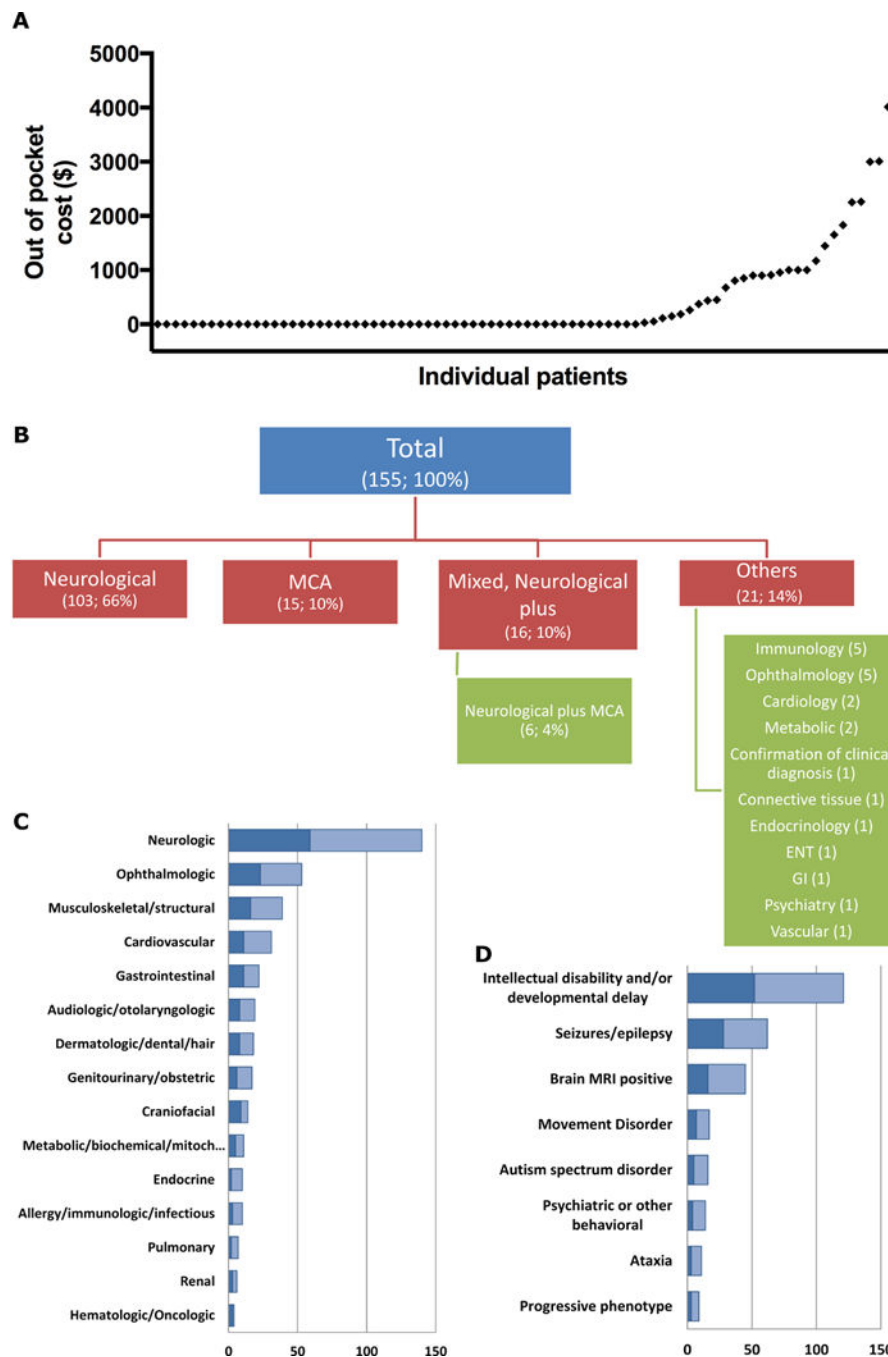 A
Out of pocket
cost ($)
5000
4000
3000
2000
1000
0
Individual patients
B
Total
(155; 100%)
Neurological
(103; 66%)
MCA
(15; 10%)
Mixed, Neurological
plus
(16; 10%)
Others
(21; 14%)
Neurological plus MCA
(6; 4%)
Immunology (5)
Ophthalmology (5)
Cardiology (2)
Metabolic (2)
Confirmation of clinical
diagnosis (1)
Connective tissue (1)
Endocrinology (1)
ENT (1)
GI (1)
Psychiatry (1)
Vascular (1)
C
Neurologic
Ophthalmologic
Musculoskeletal/structural
Cardiovascular
Gastrointestinal
Audiologic/otolaryngologic
Dermatologic/dental/hair
Genitourinary/obstetric
Craniofacial
Metabolic/biochemical/mitoch...
Endocrine
Allergy/immunologic/infectious
Pulmonary
Renal
Hematologic/Oncologic
0 50 100 150
D
Intellectual disability and/or
developmental delay
Seizures/epilepsy
Brain MRI positive
Movement Disorder
Autism spectrum disorder
Psychiatric or other
behavioral
Ataxia
Progressive phenotype
0 50 100 150